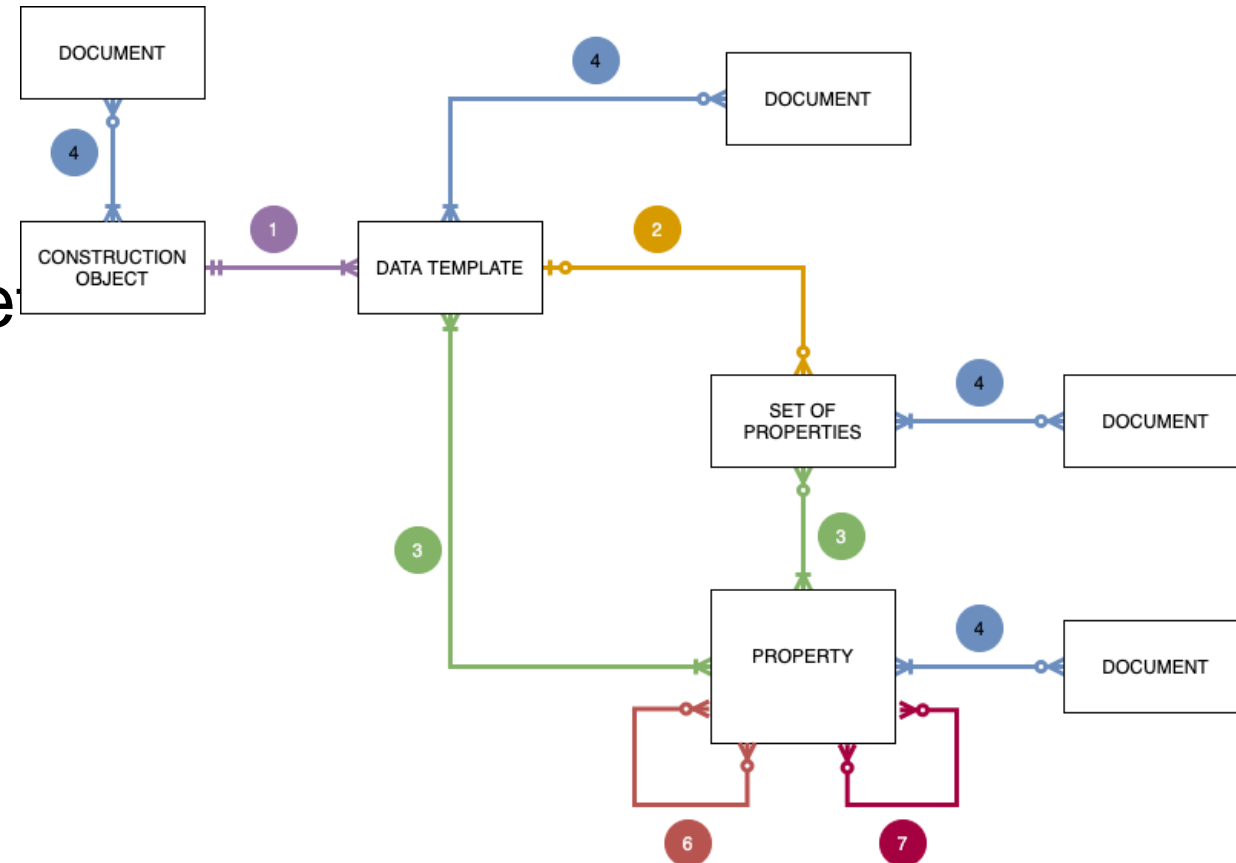 DOCUMENT
4
DOCUMENT
4
CONSTRUCTION
OBJECT
1
DATA TEMPLATE
2
SET OF
PROPERTIES
4
DOCUMENT
3
3
PROPERTY
4
DOCUMENT
6
7